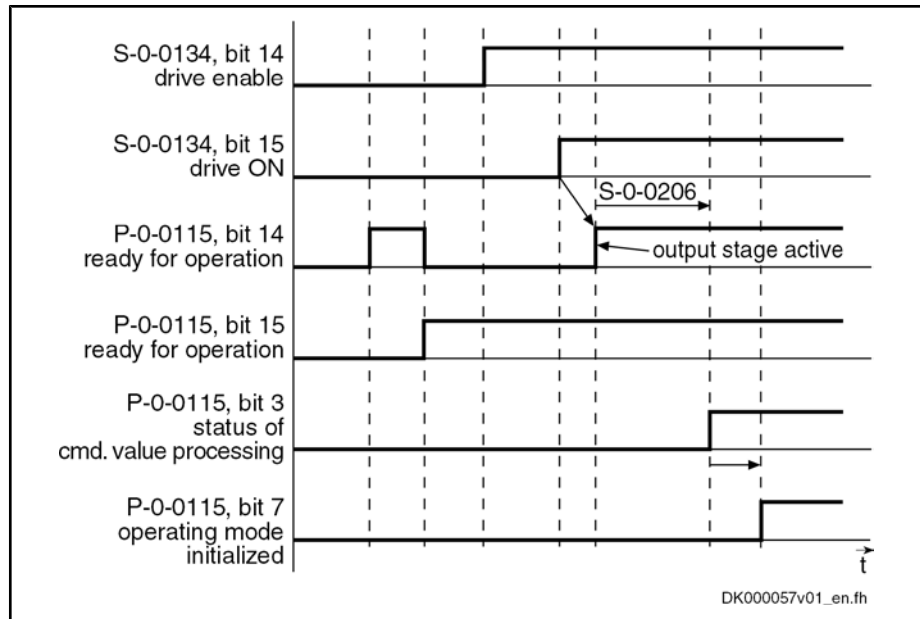 S-0-0134, bit 14
drive enable
S-0-0134, bit 15
drive ON
S-0-0206
P-0-0115, bit 14
ready for operation
output stage active
P-0-0115, bit 15
ready for operation
P-0-0115, bit 3
status of
cmd. value processing
P-0-0115, bit 7
operating mode
initialized
t
DK000057v01_en.fh